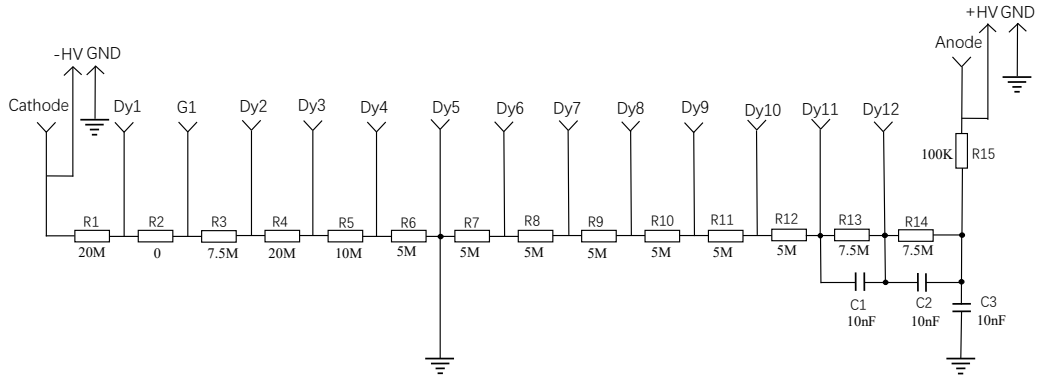 +HV GND
Anode
-HV GND
Cathode Dy1 G1 Dy2 Dy3 Dy4 Dy5 Dy6 Dy7 Dy8 Dy9 Dy10 Dy11 Dy12
100K R15
R1 R2 R3 R4 R5 R6 R7 R8 R9 R10 R11 R12 R13 R14
20M 0 7.5M 20M 10M 5M 5M 5M 5M 5M 5M 5M 7.5M 7.5M
C1 C2 C3
10nF 10nF 10nF